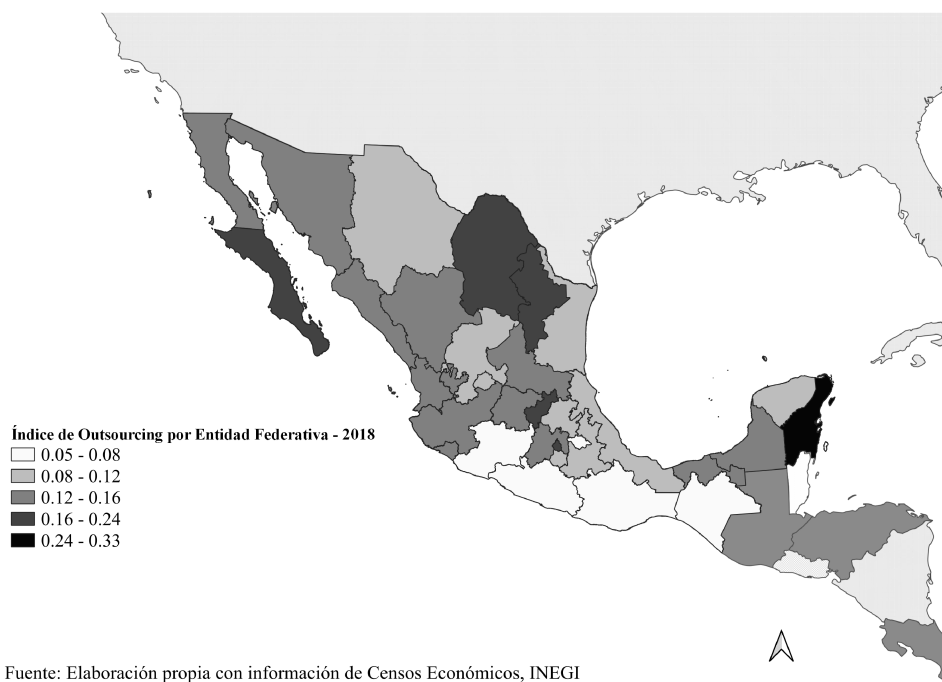 Índice de Outsourcing por Entidad Federativa - 2018
0.05 - 0.08
0.08 - 0.12
0.12 - 0.16
0.16 - 0.24
0.24 - 0.33
Fuente: Elaboración propia con información de Censos Económicos, INEGI